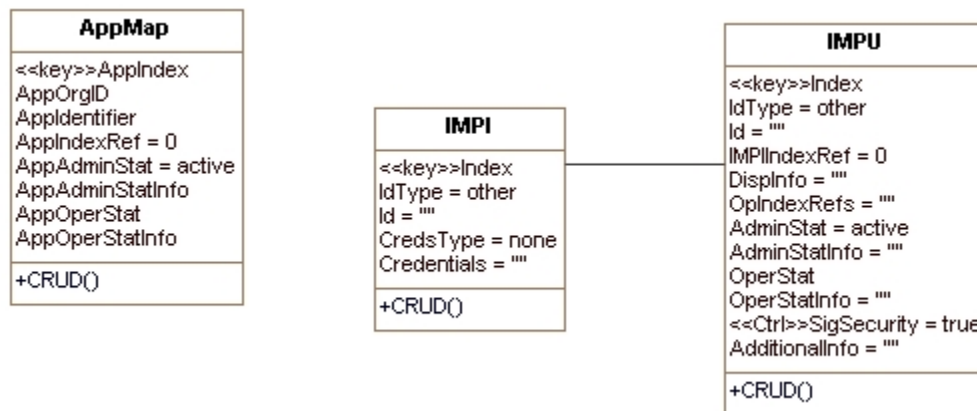 AppMap
<<key>>AppIndex
AppOrgID
AppIdentifier
AppIndexRef = 0
AppAdminStat = active
AppAdminStatInfo
AppOperStat
AppOperStatInfo
+CRUD()
IMPI
<<key>>Index
IdType = other
Id = ""
CredsType = none
Credentials = ""
+CRUD()
IMPU
<<key>>Index
IdType = other
Id = ""
IMPIIndexRef = 0
DispInfo = ""
OpIndexRefs = ""
AdminStat = active
AdminStatInfo = ""
OperStat
OperStatInfo = ""
<<Ctrl>>SigSecurity = true
AdditionalInfo = ""
+CRUD()